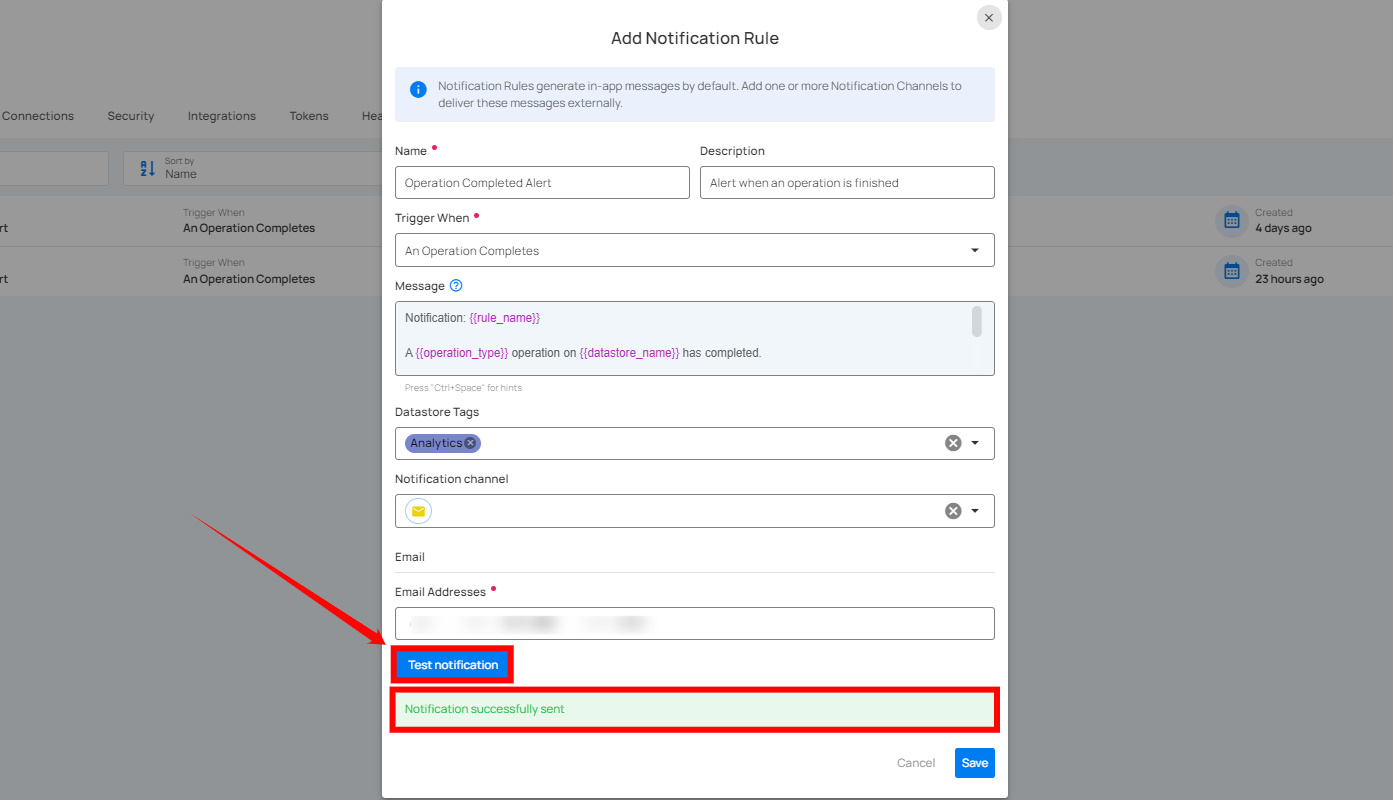 Add Notification Rule
Notification Rules generate in-app messages by default. Add one or more Notification Channels to
deliver these messages externally.
Connections Security Integrations Tokens Hea
Sort by
Name
Name
Description
Operation Completed Alert
Alert when an operation is finished
Trigger When
An Operation Completes
rt
Trigger When
An Operation Completes
Created
4 days ago
rt
Trigger When
An Operation Completes
Created
23 hours ago
Message
Notification: {{rule_name}}
A {{operation_type}} operation on {{datastore_name}} has completed.
Press "Ctrl+Space" for hints
Datastore Tags
Analytics
Notification channel
Email
Email Addresses
Test notification
Notification successfully sent
Cancel Save